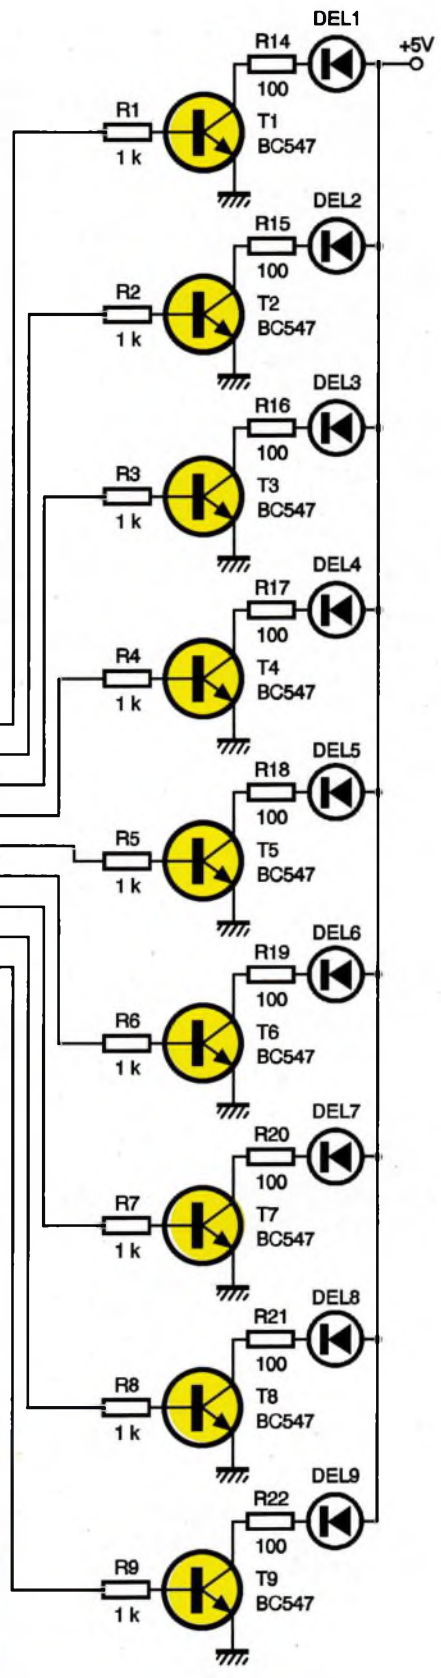 DEL1
+5V
R14
100
R1
1 k
T1
BC547
DEL2
R15
100
R2
1 k
T2
BC547
DEL3
R16
100
R3
1 k
T3
BC547
DEL4
R17
100
R4
1 k
T4
BC547
DEL5
R18
100
R5
1 k
T5
BC547
DEL6
R19
100
R6
1 k
T6
BC547
DEL7
R20
100
R7
1 k
T7
BC547
DEL8
R21
100
R8
1 k
T8
BC547
DEL9
R22
100
R9
1 k
T9
BC547